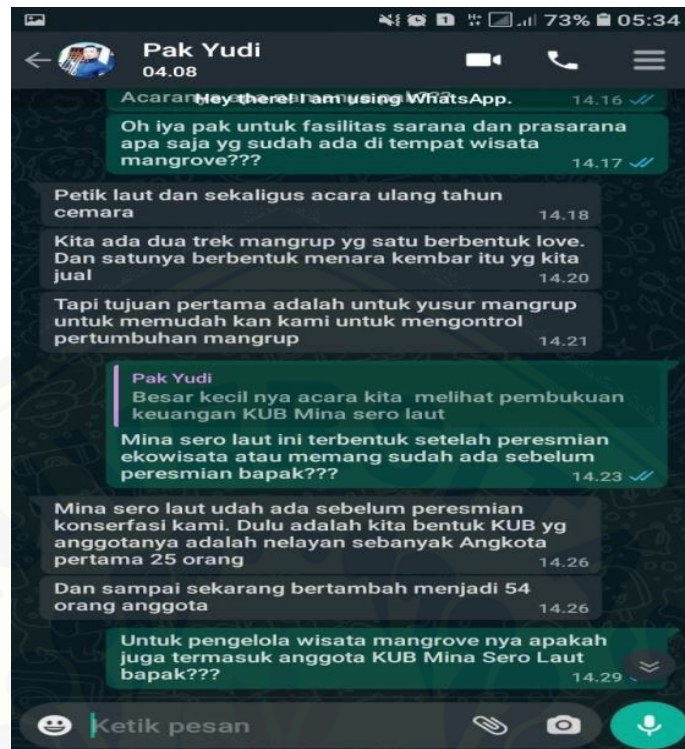 73% 05:34
Pak Yudi
04.08
Hey there! I am using WhatsApp.
14.16
Oh iya pak untuk fasilitas sarana dan prasarana
apa saja yg sudah ada di tempat wisata
mangrove???
14.17
Petik laut dan sekaligus acara ulang tahun
cemara
14.18
Kita ada dua trek mangrup yg satu berbentuk love.
Dan satunya berbentuk menara kembar itu yg kita
jual
14.20
Tapi tujuan pertama adalah untuk yusur mangrup
untuk memudah kan kami untuk mengontrol
pertumbuhan mangrup
14.21
Pak Yudi
Besar kecil nya acara kita melihat pembukuan
keuangan KUB Mina sero laut
Mina sero laut ini terbentuk setelah peresmian
ekowisata atau memang sudah ada sebelum
peresmian bapak???
14.23
Mina sero laut udah ada sebelum peresmian
konserfasi kami. Dulu adalah kita bentuk KUB yg
anggotanya adalah nelayan sebanyak Angkota
pertama 25 orang
14.26
Dan sampai sekarang bertambah menjadi 54
orang anggota
14.26
Untuk pengelola wisata mangrove nya apakah
juga termasuk anggota KUB Mina Sero Laut
bapak???
14.29
Ketik pesan